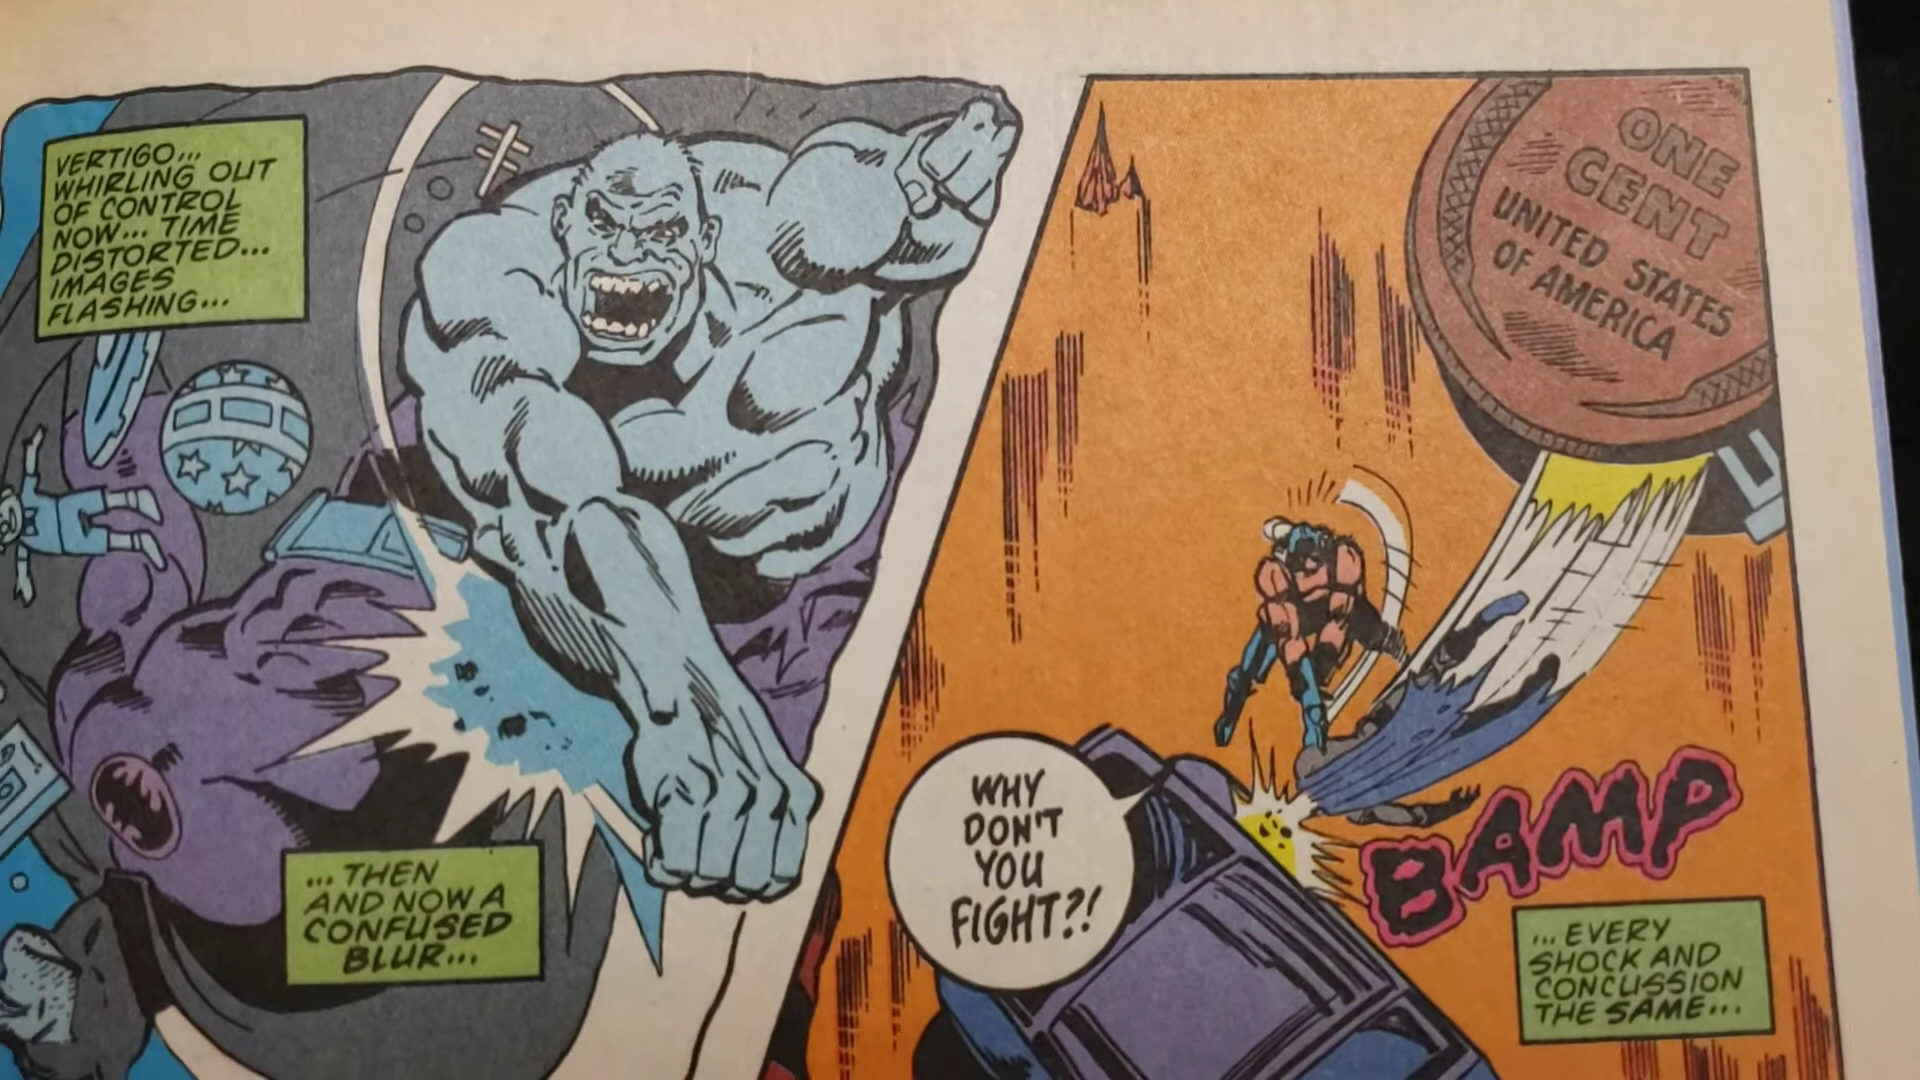 VERTIGO...
WHIRLING OUT
OF CONTROL
NOW... TIME
DISTORTED...
IMAGES
FLASHING...
... THEN
AND NOW A
CONFUSED
BLUR...
ONE
CENT
UNITED STATES
OF AMERICA
WHY
DON'T
YOU
FIGHT?!
BAMP
... EVERY
SHOCK AND
CONCUSSION
THE SAME...